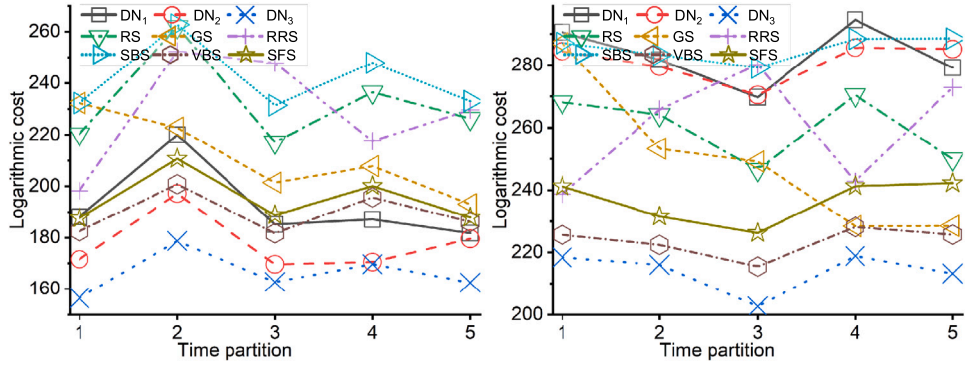 DN1 DN2 DN3
RS GS RRS
SBS VBS SFS
260
240
220
200
180
160
Logarithmic cost
1 2 3 4 5
Time partition
DN1 DN2 DN3
RS GS RRS
SBS VBS SFS
280
260
240
220
200
Logarithmic cost
1 2 3 4 5
Time partition